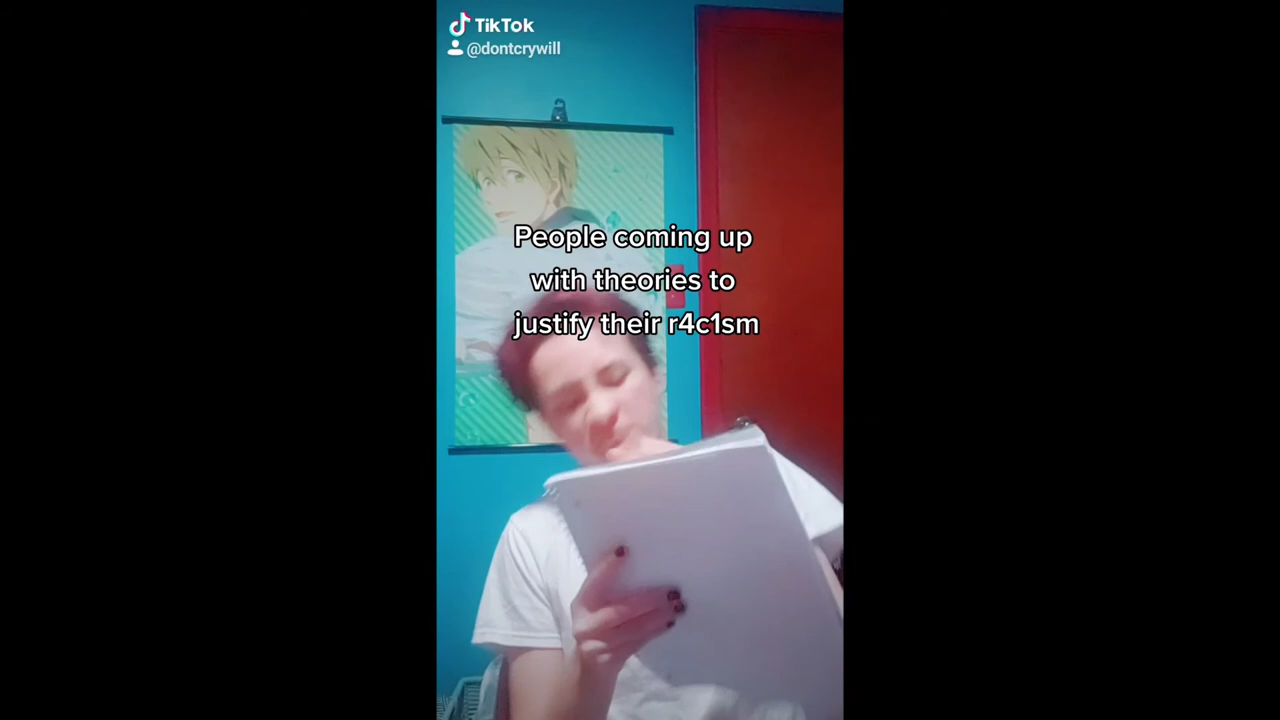 TikTok
@dontcrywill
People coming up
with theories to
justify their r4c1sm